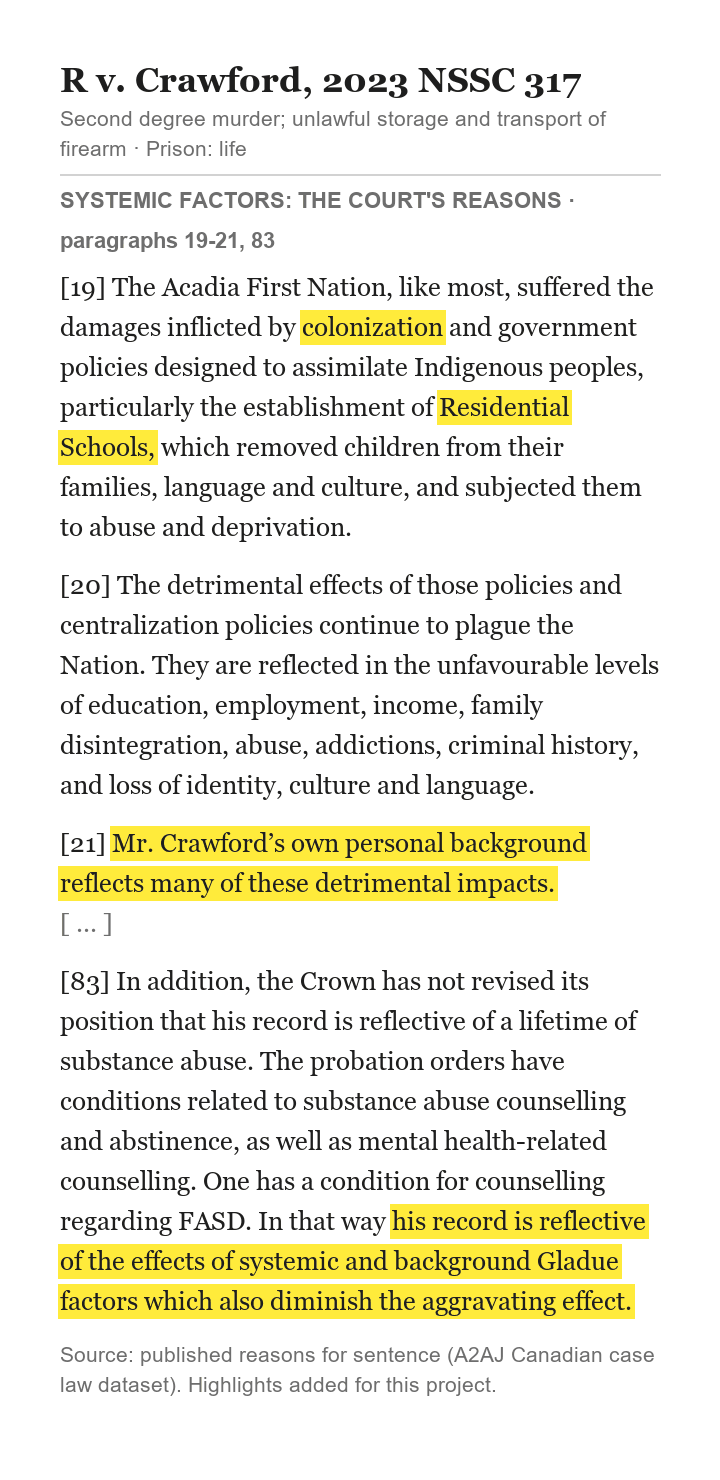 R v. Crawford, 2023 NSSC 317
Second degree murder; unlawful storage and transport of
firearm · Prison: life
SYSTEMIC FACTORS: THE COURT'S REASONS ·
paragraphs 19-21, 83
[19] The Acadia First Nation, like most, suffered the
damages inflicted by colonization and government
policies designed to assimilate Indigenous peoples,
particularly the establishment of Residential
Schools, which removed children from their
families, language and culture, and subjected them
to abuse and deprivation.
[20] The detrimental effects of those policies and
centralization policies continue to plague the
Nation. They are reflected in the unfavourable levels
of education, employment, income, family
disintegration, abuse, addictions, criminal history,
and loss of identity, culture and language.
[21] Mr. Crawford’s own personal background
reflects many of these detrimental impacts.
[ ... ]
[83] In addition, the Crown has not revised its
position that his record is reflective of a lifetime of
substance abuse. The probation orders have
conditions related to substance abuse counselling
and abstinence, as well as mental health-related
counselling. One has a condition for counselling
regarding FASD. In that way his record is reflective
of the effects of systemic and background Gladue
factors which also diminish the aggravating effect.
Source: published reasons for sentence (A2AJ Canadian case
law dataset). Highlights added for this project.